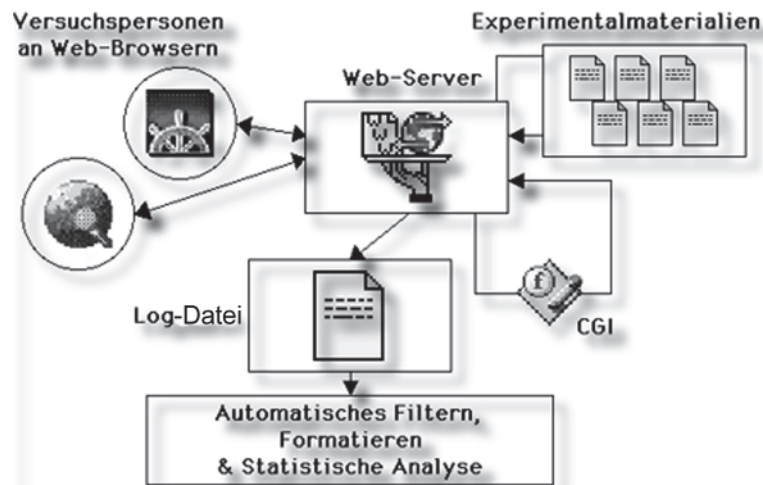 Versuchspersonen
an Web-Browsern
Experimentalmaterialien
Web-Server
Log-Datei
CGI
Automatisches Filtern,
Formatieren
& Statistische Analyse